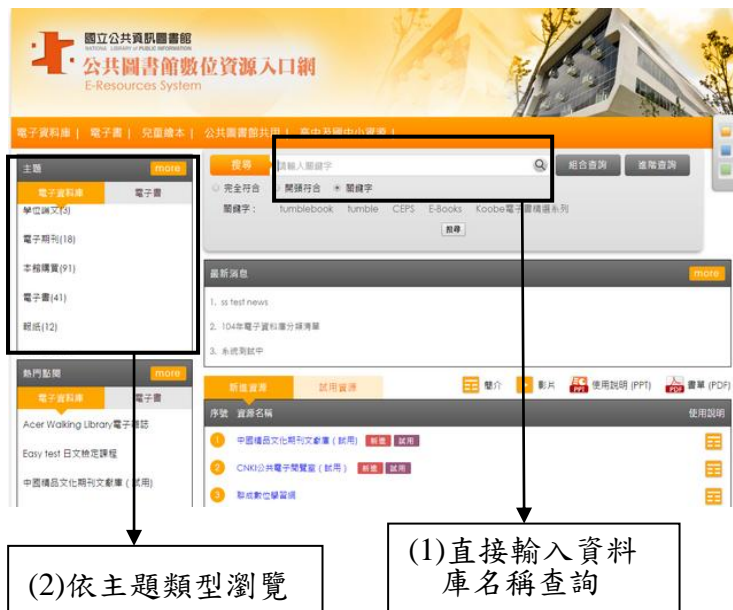 國立公共資訊圖書館
NATIONAL LIBRARY of PUBLIC INFORMATION
公共圖書館數位資源入口網
E-Resources System
電子資料庫 | 電子書 | 兒童繪本 | 公共圖書館共用 | 高中及國中小資源 |
主題 more
電子資料庫 電子書
學位論文(3)
電子期刊(18)
本館購買(91)
電子書(41)
報紙(12)
搜尋 請輸入關鍵字 組合查詢 進階查詢
完全符合 開頭符合 關鍵字
關鍵字： tumblebook tumble CEPS E-Books Koobe電子書精選系列
搜尋
最新消息 more
1. ss test news
2. 104年電子資料庫分類清單
3. 系統測試中
熱門點閱 more
電子資料庫 電子書
Acer Walking Library電子雜誌
Easy test 日文檢定課程
中國精品文化期刊文獻庫 (試用)
新進資源 試用資源 簡介 影片 PPT 使用說明 (PPT) PDF 書單 (PDF)
序號 資源名稱 使用說明
1 中國精品文化期刊文獻庫 (試用) 新進 試用
2 CNKI公共電子閱覽室 (試用) 新進 試用
3 聯成數位學習網
(1)直接輸入資料
庫名稱查詢
(2)依主題類型瀏覽